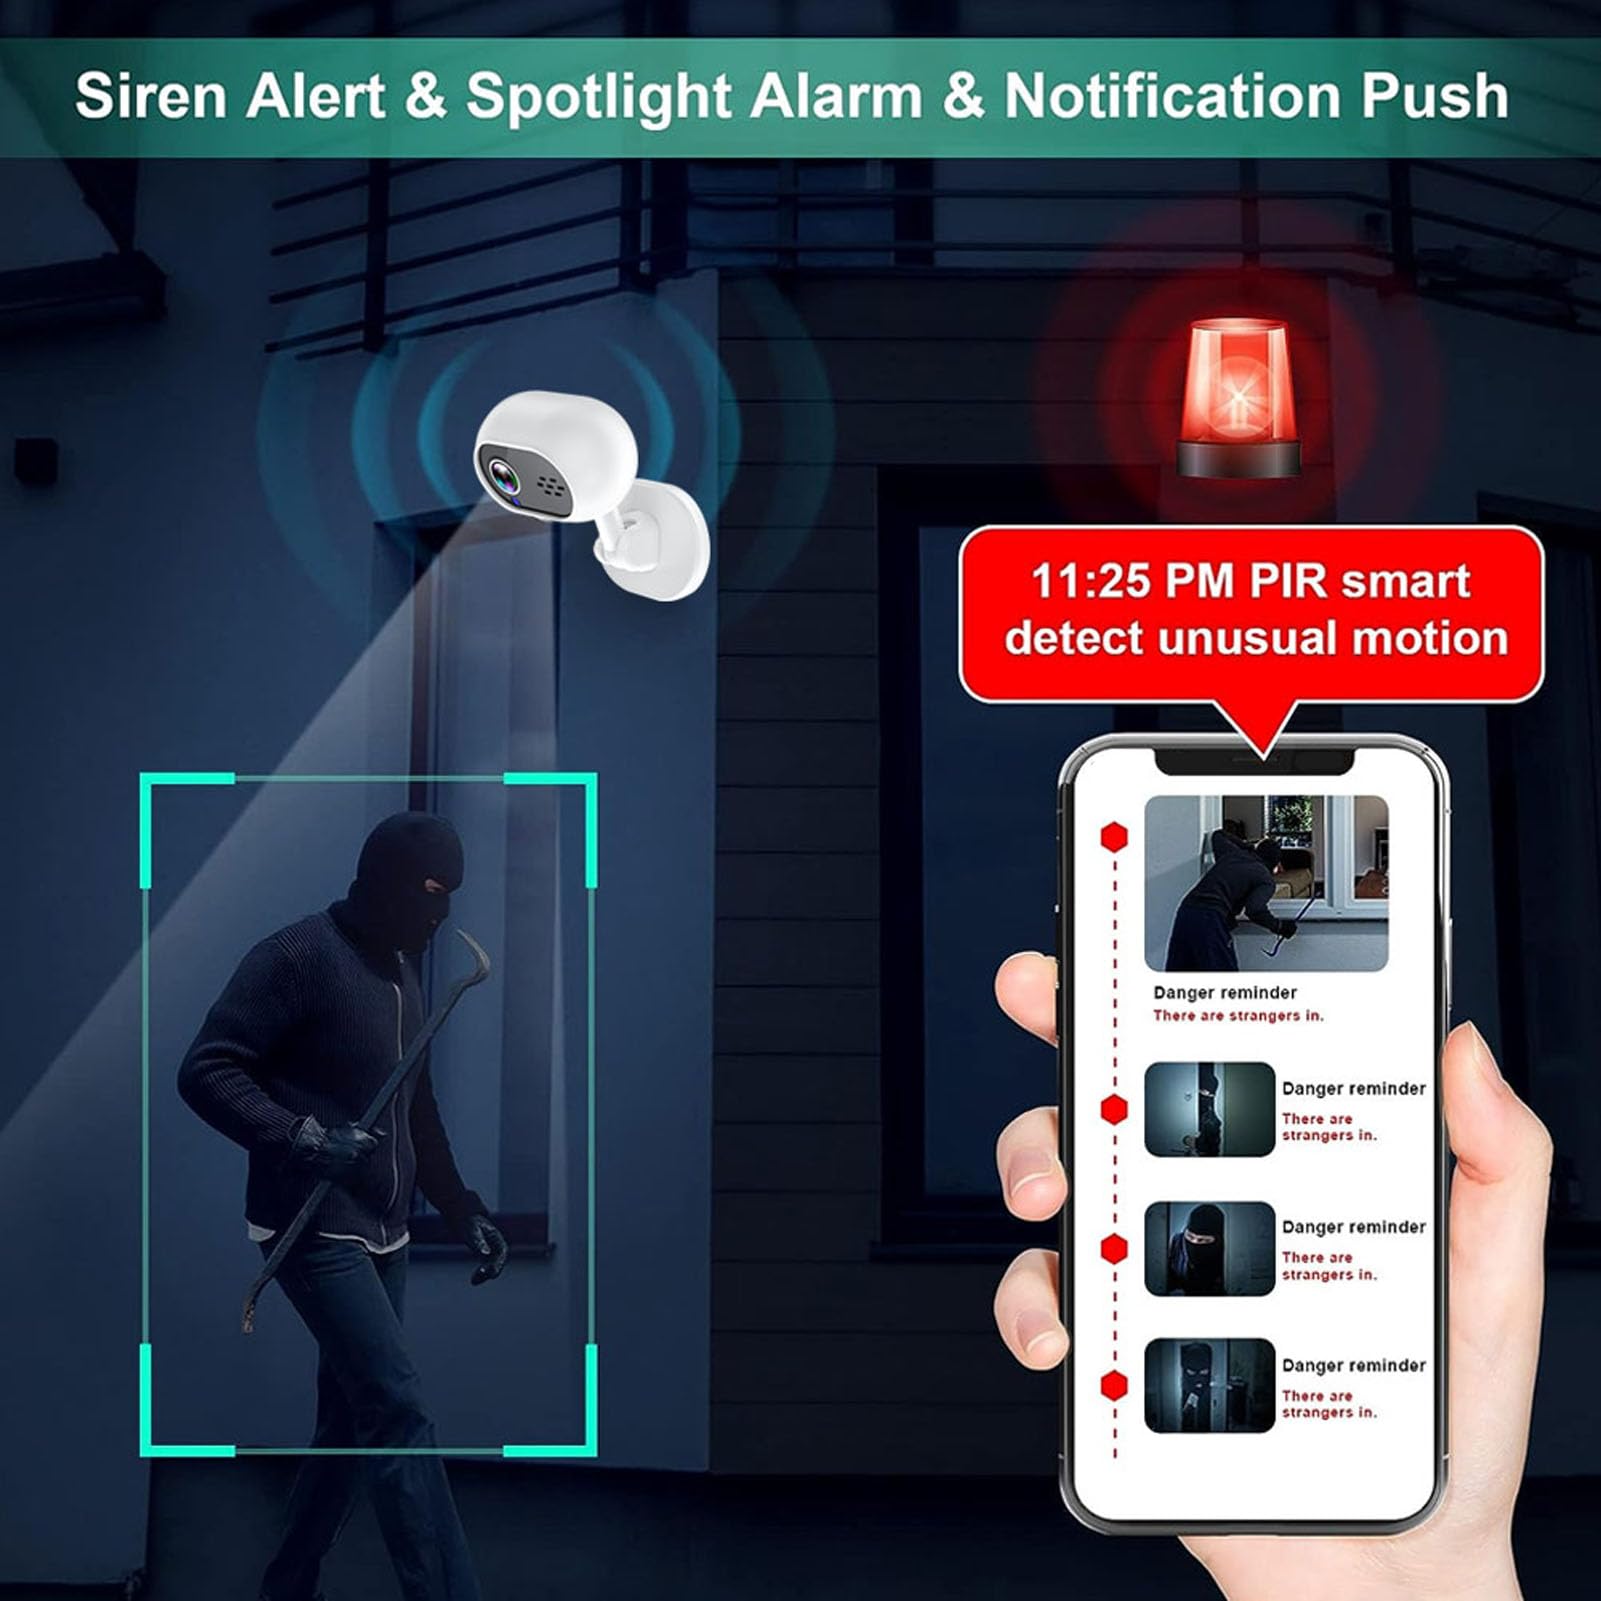 Siren Alert & Spotlight Alarm & Notification Push
11:25 PM PIR smart
detect unusual motion
Danger reminder
There are strangers in.
Danger reminder
There are
strangers in.
Danger reminder
There are
strangers in.
Danger reminder
There are
strangers in.